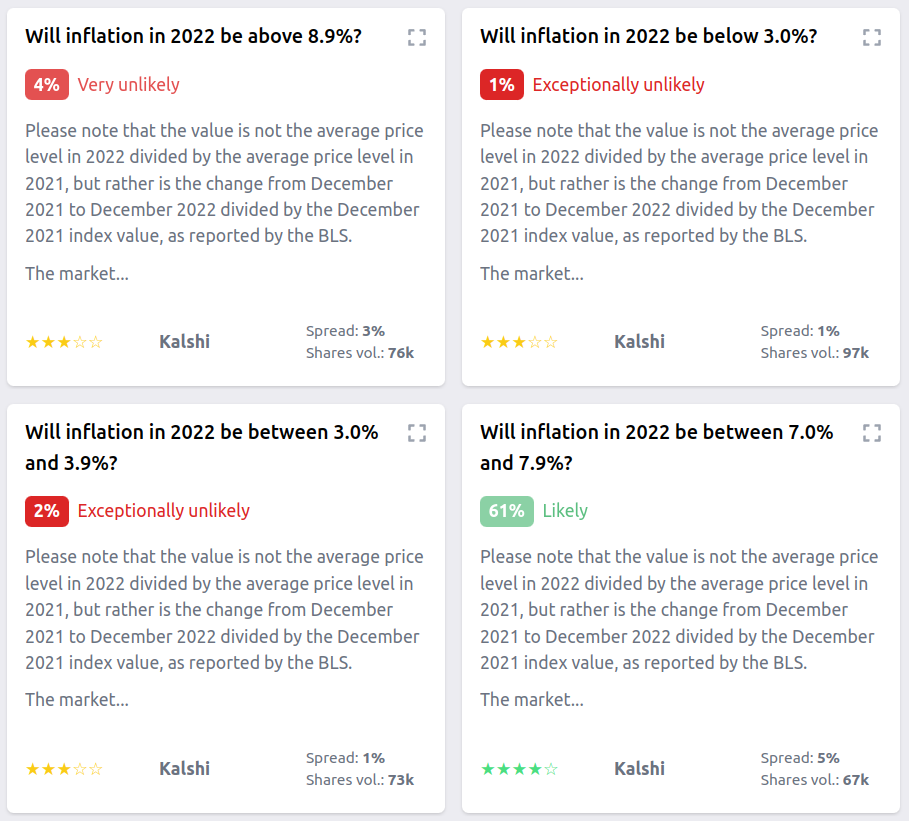 Will inflation in 2022 be above 8.9%?
4% Very unlikely
Please note that the value is not the average price
level in 2022 divided by the average price level in
2021, but rather is the change from December
2021 to December 2022 divided by the December
2021 index value, as reported by the BLS.
The market...
★★★☆☆ Kalshi
Spread: 3%
Shares vol.: 76k
Will inflation in 2022 be below 3.0%?
1% Exceptionally unlikely
Please note that the value is not the average price
level in 2022 divided by the average price level in
2021, but rather is the change from December
2021 to December 2022 divided by the December
2021 index value, as reported by the BLS.
The market...
★★★☆☆ Kalshi
Spread: 1%
Shares vol.: 97k
Will inflation in 2022 be between 3.0%
and 3.9%?
2% Exceptionally unlikely
Please note that the value is not the average price
level in 2022 divided by the average price level in
2021, but rather is the change from December
2021 to December 2022 divided by the December
2021 index value, as reported by the BLS.
The market...
★★★☆☆ Kalshi
Spread: 1%
Shares vol.: 73k
Will inflation in 2022 be between 7.0%
and 7.9%?
61% Likely
Please note that the value is not the average price
level in 2022 divided by the average price level in
2021, but rather is the change from December
2021 to December 2022 divided by the December
2021 index value, as reported by the BLS.
The market...
★★★★☆ Kalshi
Spread: 5%
Shares vol.: 67k